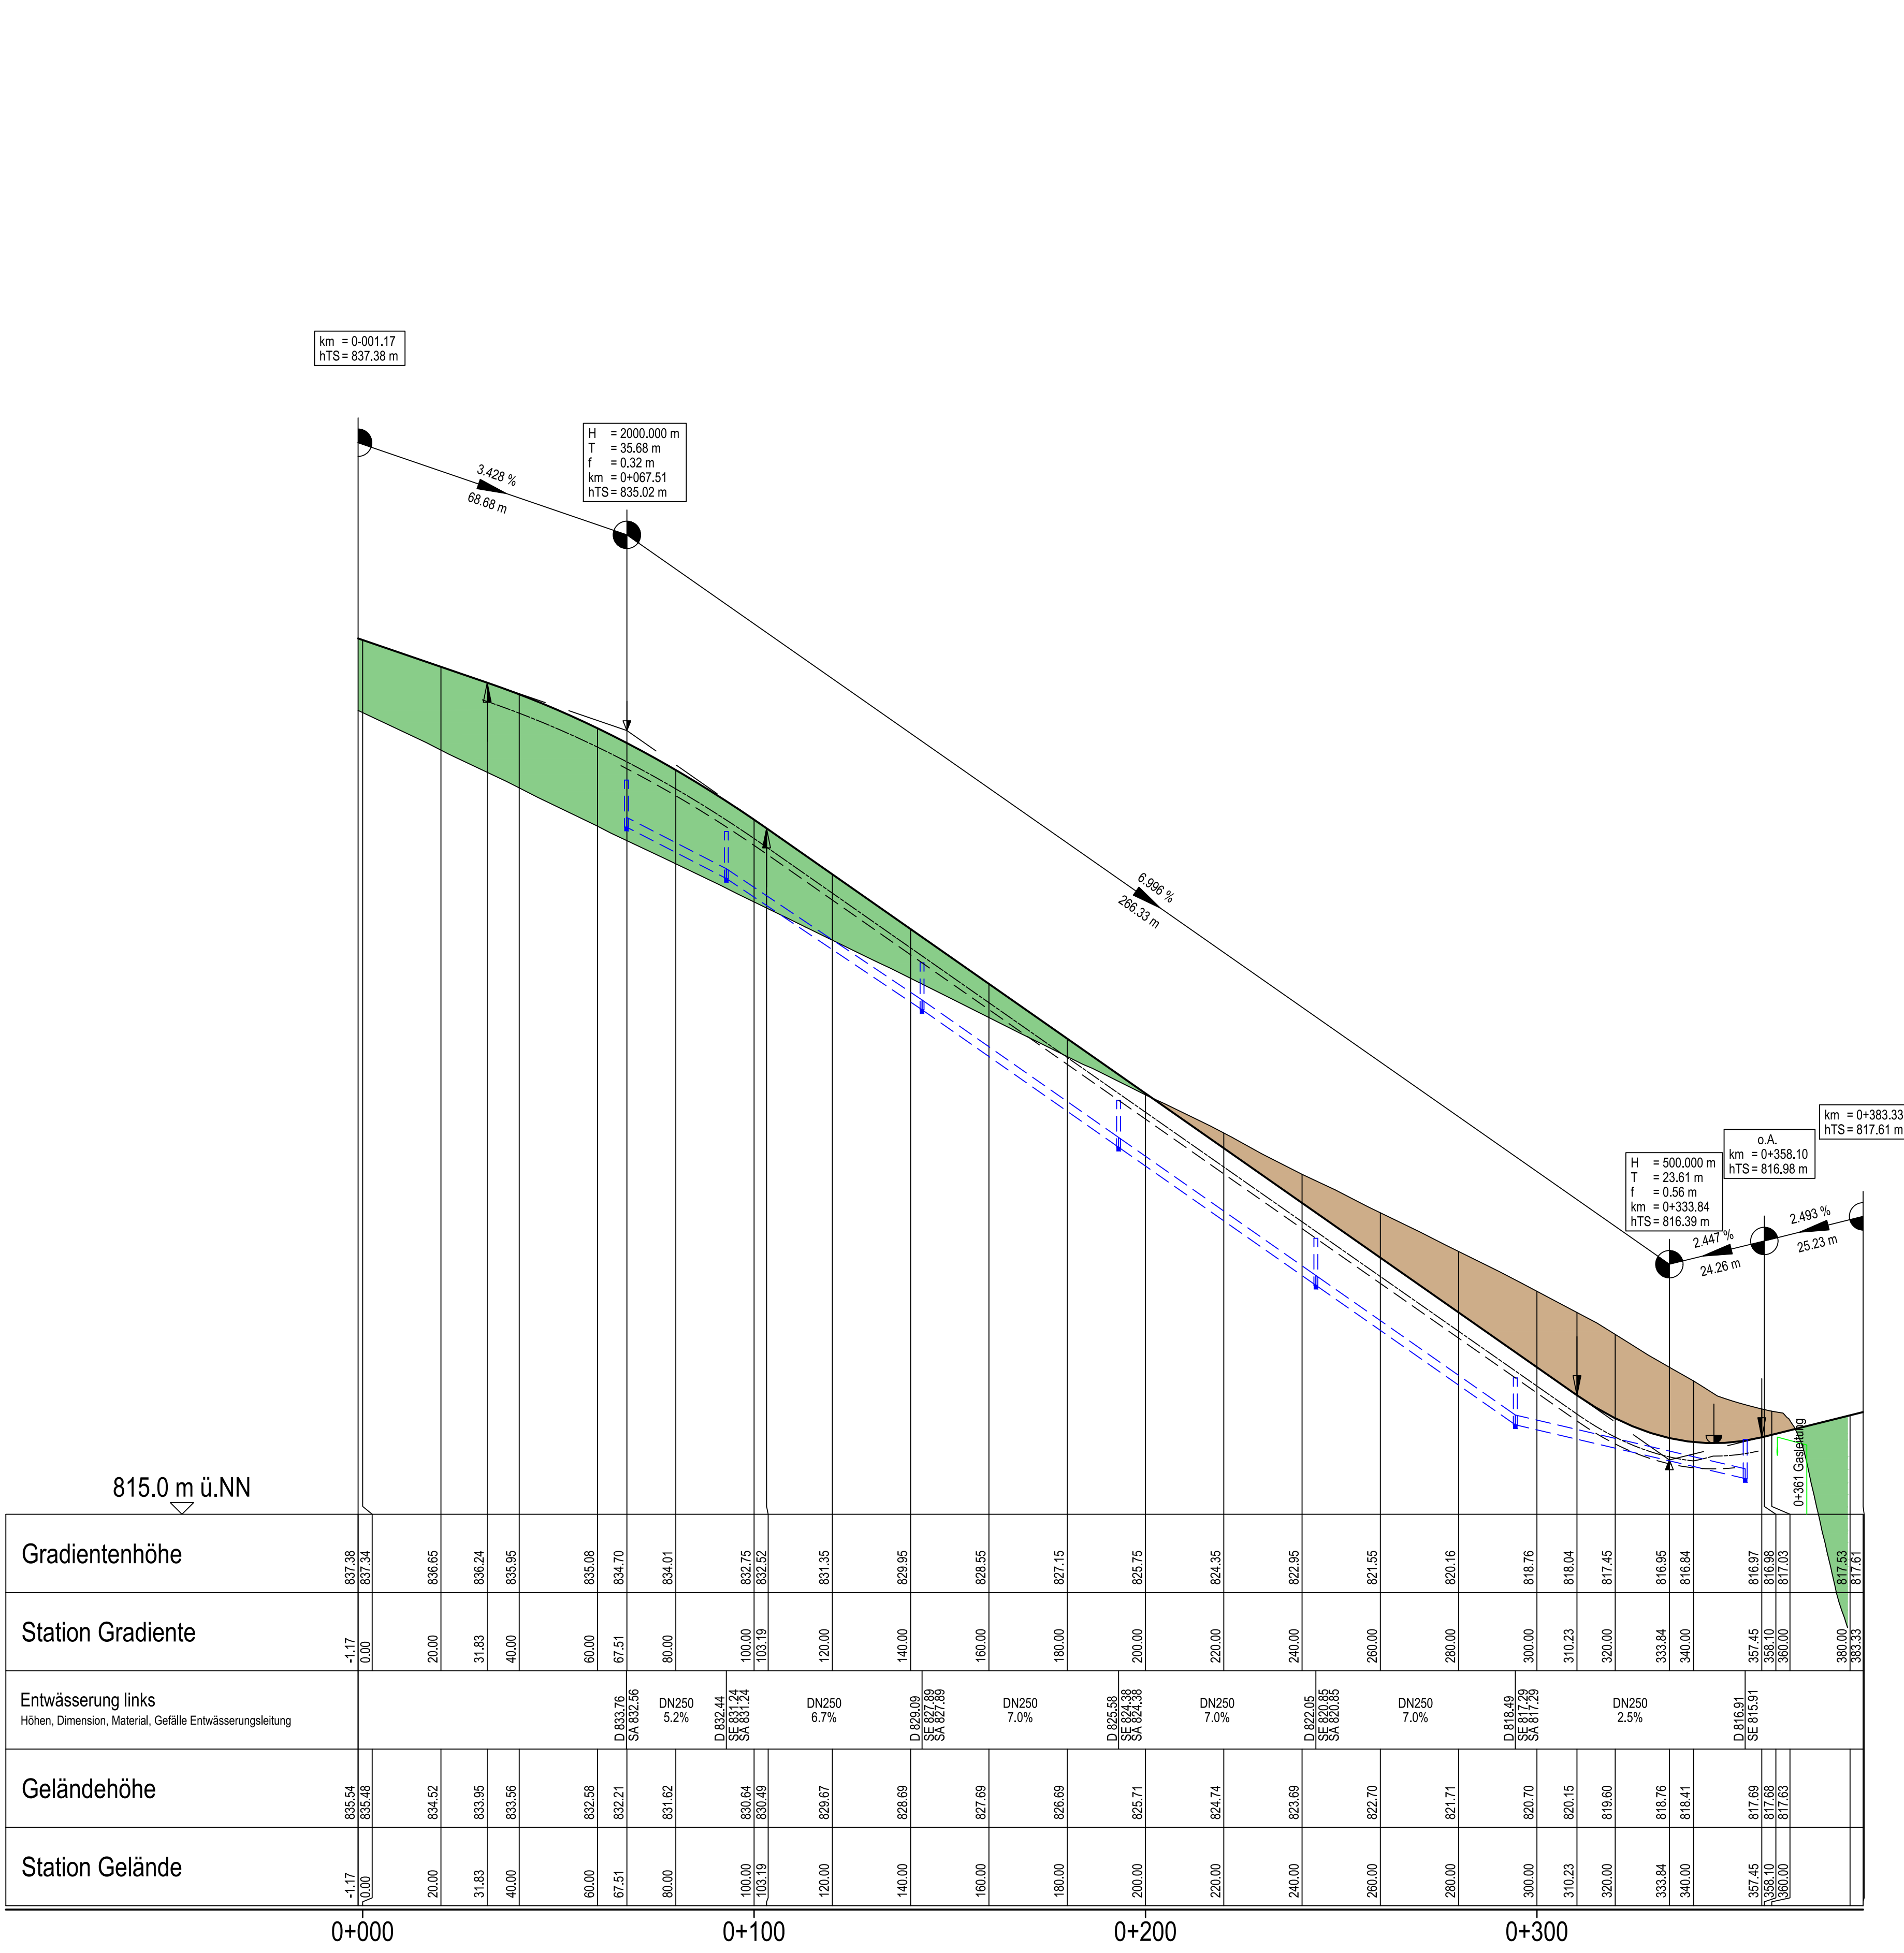 km = 0-001.17
hTS = 837.38 m
H = 2000.000 m
T = 35.68 m
f = 0.32 m
km = 0+067.51
hTS = 835.02 m
3.428 %
68.68 m
6.996 %
266.33 m
km = 0+383.33
hTS = 817.61 m
o.A.
km = 0+358.10
hTS = 816.98 m
H = 500.000 m
T = 23.61 m
f = 0.56 m
km = 0+333.84
hTS = 816.39 m
2.447 %
24.26 m
2.493 %
25.23 m
0+361 Gasleitung
815.0 m ü.NN
Gradientenhöhe
837.38 837.34 836.65 836.24 835.95 835.08 834.70 834.01 832.75 832.52 831.35 829.95 828.55 827.15 825.75 824.35 822.95 821.55 820.16 818.76 818.04 817.45 816.95 816.84 816.97 816.98 817.03 817.53 817.61
Station Gradiente
-1.17 0.00 20.00 31.83 40.00 60.00 67.51 80.00 100.00 103.19 120.00 140.00 160.00 180.00 200.00 220.00 240.00 260.00 280.00 300.00 310.23 320.00 333.84 340.00 357.45 358.10 360.00 380.00 383.33
Entwässerung links
Höhen, Dimension, Material, Gefälle Entwässerungsleitung
D 833.76
SA 832.56
DN250
5.2%
D 832.44
SE 831.24
SA 831.24
DN250
6.7%
D 829.09
SE 827.89
SA 827.89
DN250
7.0%
D 825.58
SE 824.38
SA 824.38
DN250
7.0%
D 822.05
SE 820.85
SA 820.85
DN250
7.0%
D 818.49
SE 817.29
SA 817.29
DN250
2.5%
D 816.91
SE 815.91
Geländehöhe
835.54 835.48 834.52 833.95 833.56 832.58 832.21 831.62 830.64 830.49 829.67 828.69 827.69 826.69 825.71 824.74 823.69 822.70 821.71 820.70 820.15 819.60 818.76 818.41 817.69 817.68 817.63
Station Gelände
-1.17 0.00 20.00 31.83 40.00 60.00 67.51 80.00 100.00 103.19 120.00 140.00 160.00 180.00 200.00 220.00 240.00 260.00 280.00 300.00 310.23 320.00 333.84 340.00 357.45 358.10 360.00
0+000 0+100 0+200 0+300